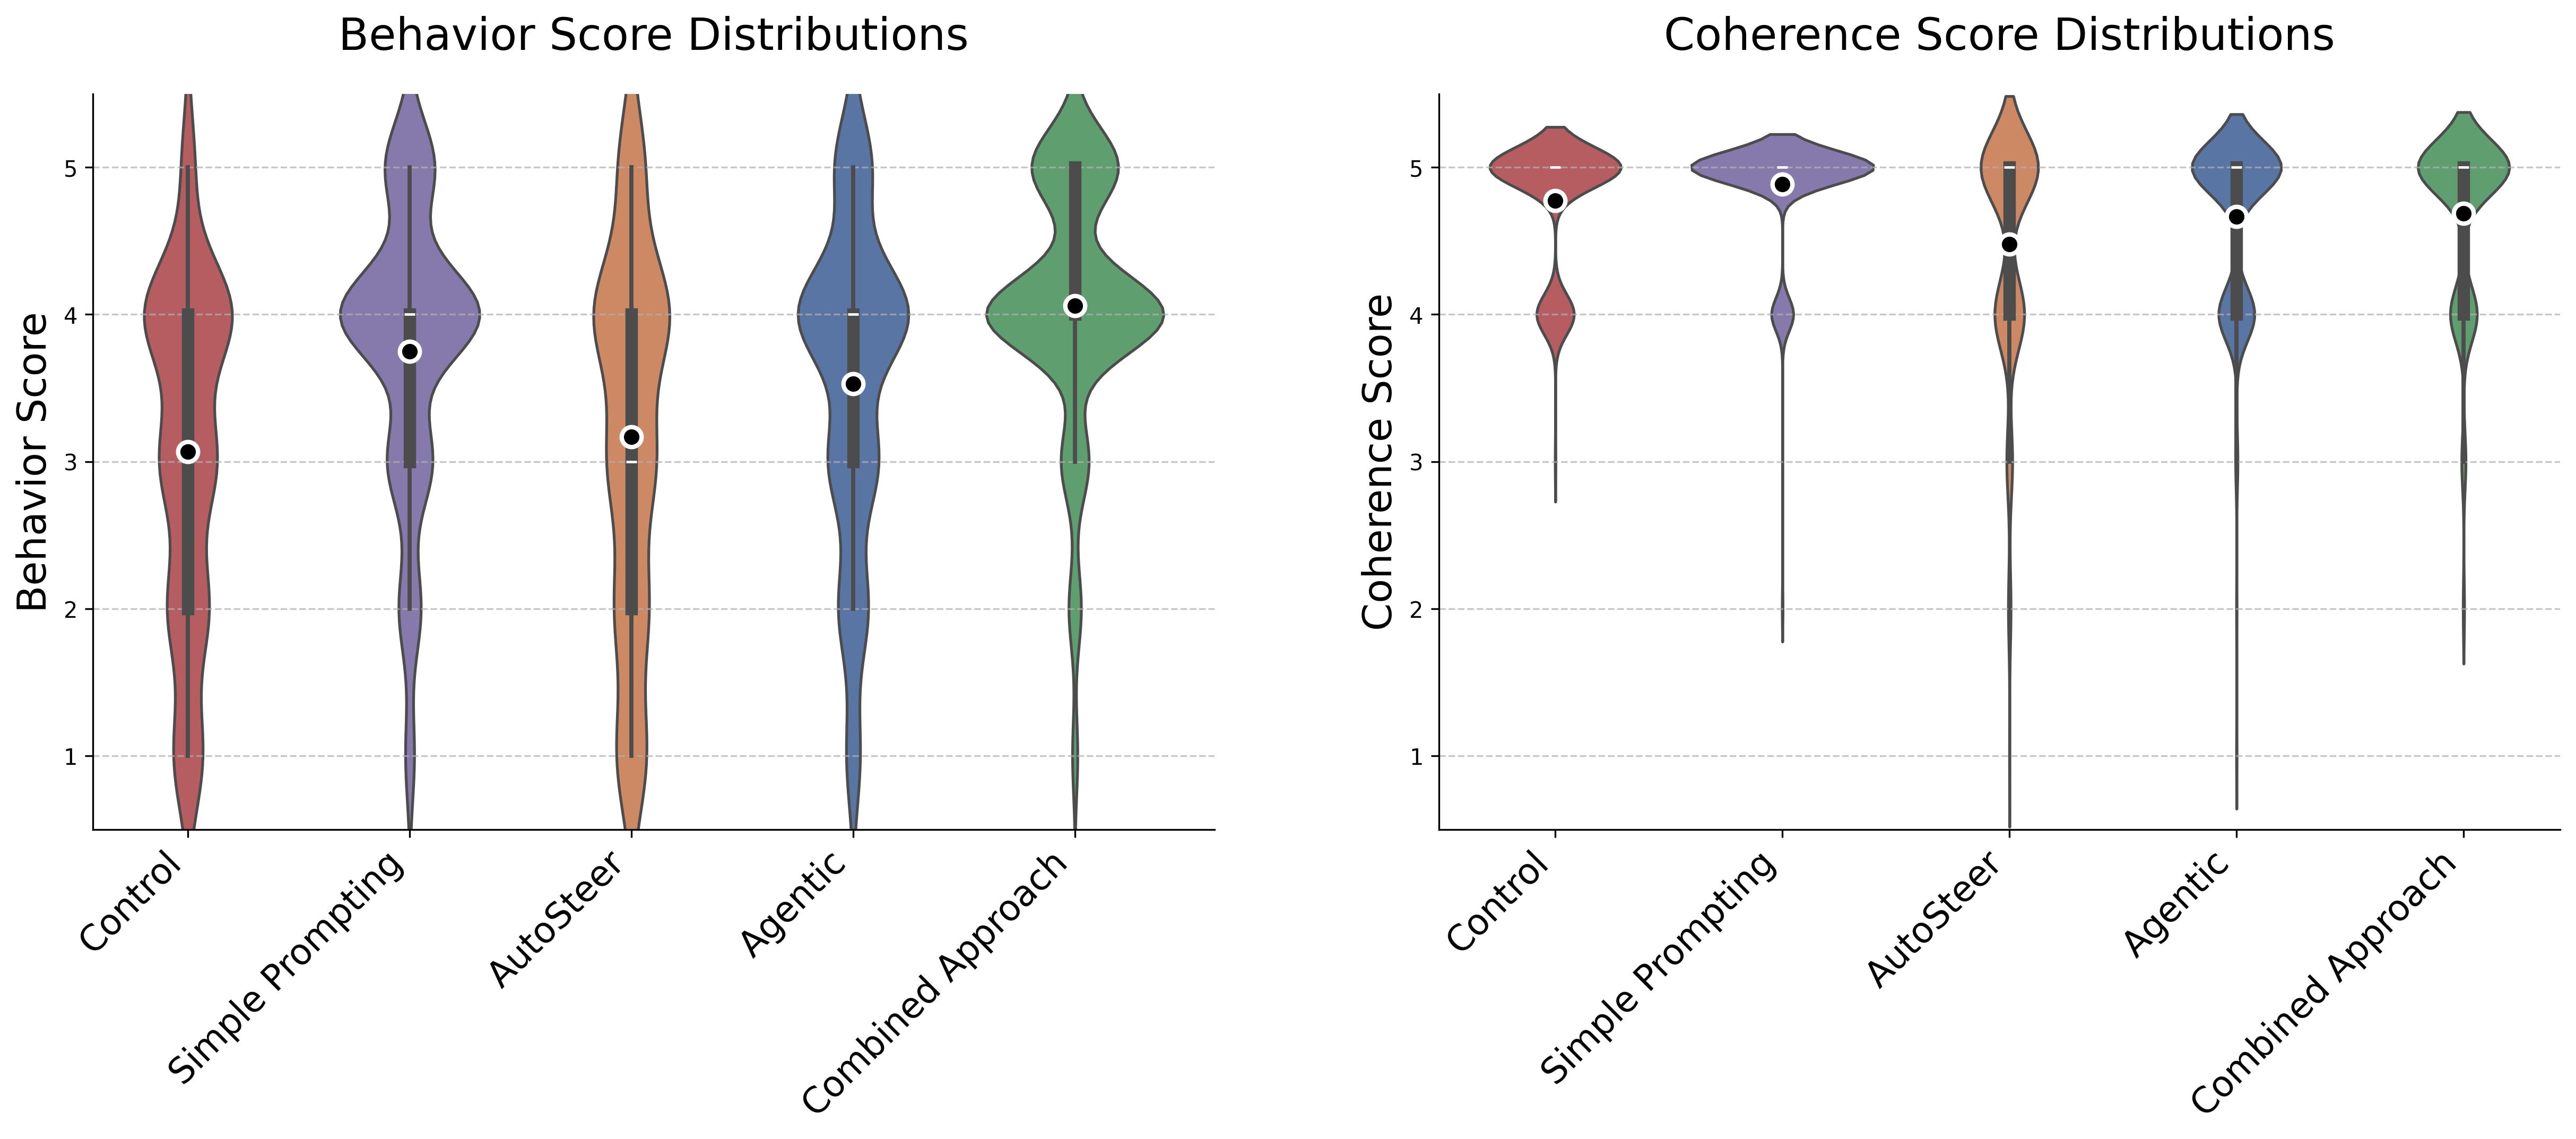 Behavior Score Distributions
Behavior Score
5
4
3
2
1
Control
Simple Prompting
AutoSteer
Agentic
Combined Approach
Coherence Score Distributions
Coherence Score
5
4
3
2
1
Control
Simple Prompting
AutoSteer
Agentic
Combined Approach